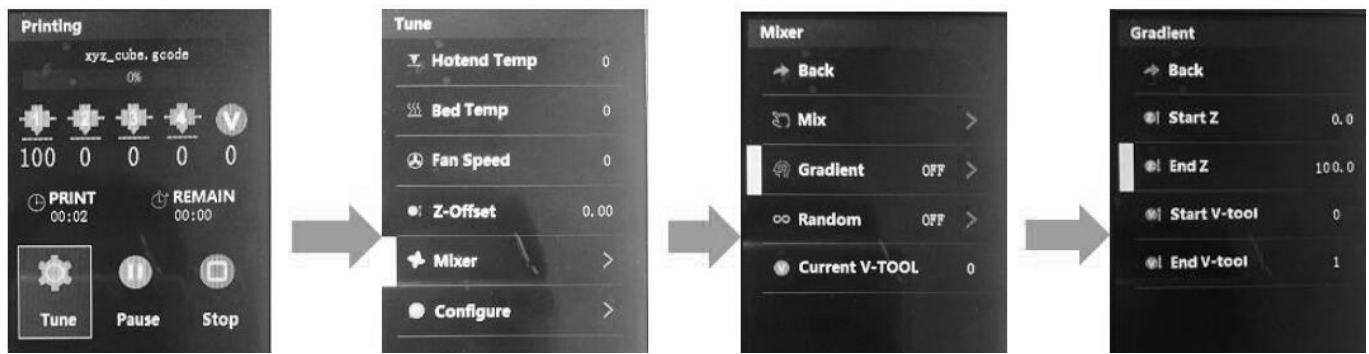 Printing
xyz_cube.gcode
0%
1 2 3 4 V
100 0 0 0 0
PRINT
00:02
REMAIN
00:00
Tune Pause Stop
Tune
Hotend Temp 0
Bed Temp 0
Fan Speed 0
Z-Offset 0.00
Mixer >
Configure >
Mixer
Back
Mix >
Gradient OFF >
Random OFF >
Current V-TOOL 0
Gradient
Back
Start Z 0.0
End Z 100.0
Start V-tool 0
End V-tool 1